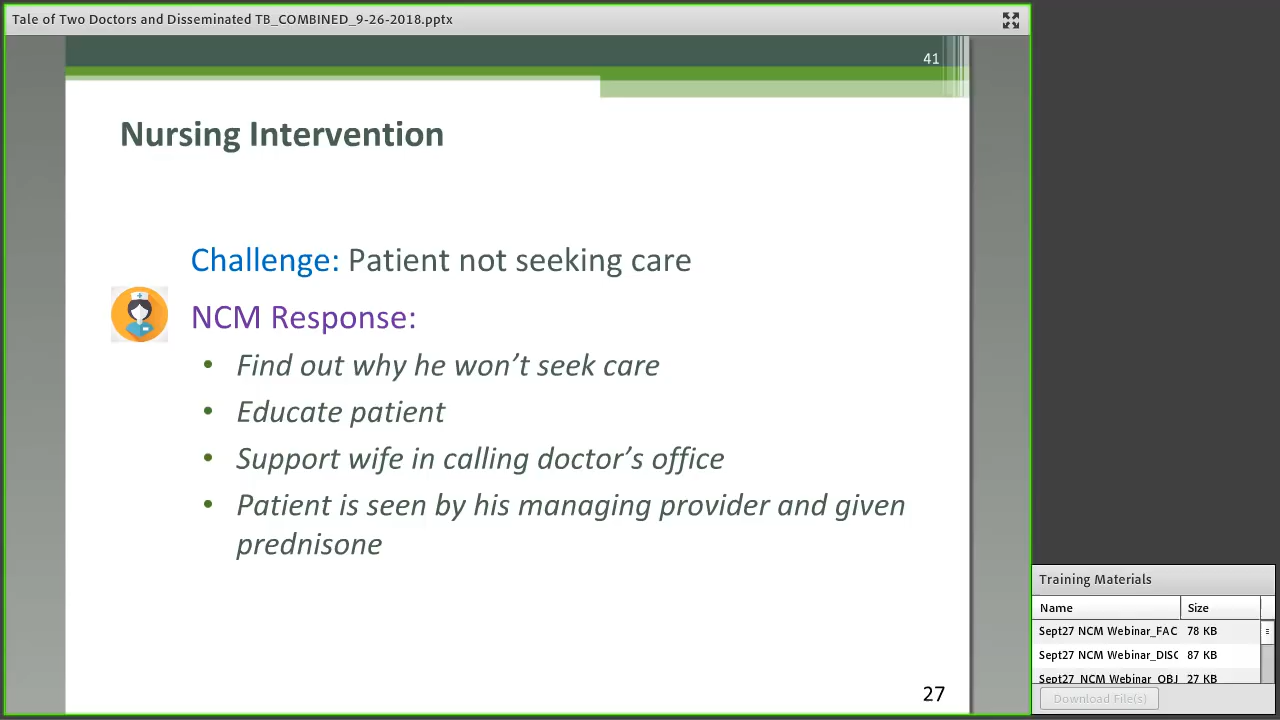 Tale of Two Doctors and Disseminated TB_COMBINED_9-26-2018.pptx
41
Nursing Intervention
Challenge: Patient not seeking care
NCM Response:
• Find out why he won’t seek care
• Educate patient
• Support wife in calling doctor’s office
• Patient is seen by his managing provider and given
prednisone
27
Training Materials
Name Size
Sept27 NCM Webinar_FAC 78 KB
Sept27 NCM Webinar_DISC 87 KB
Sept27_NCM Webinar_OBJ 27 KB
Download File(s)